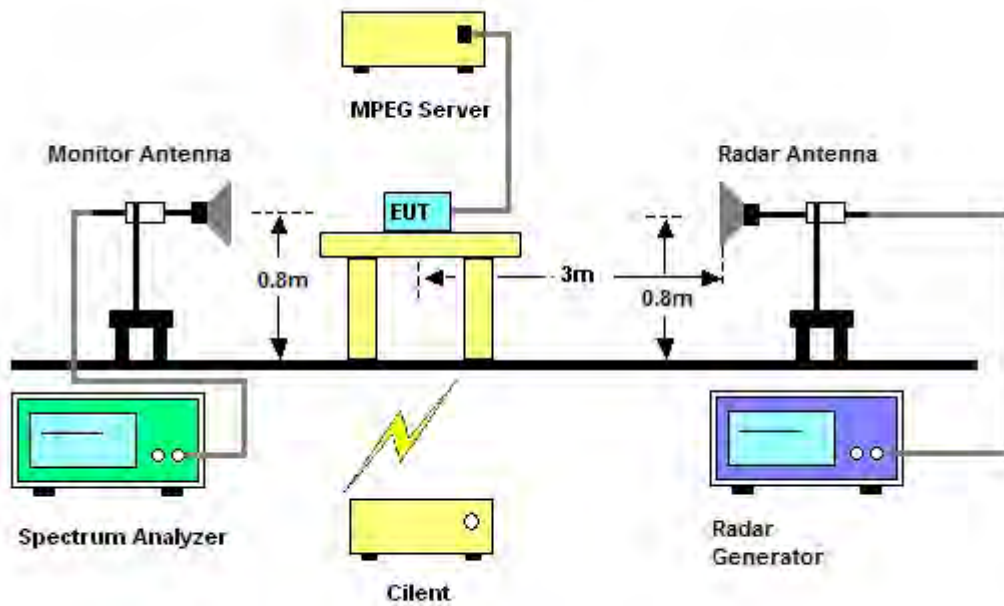 MPEG Server
Monitor Antenna
Radar Antenna
EUT
0.8m
3m
0.8m
Spectrum Analyzer
Radar
Generator
Cilent